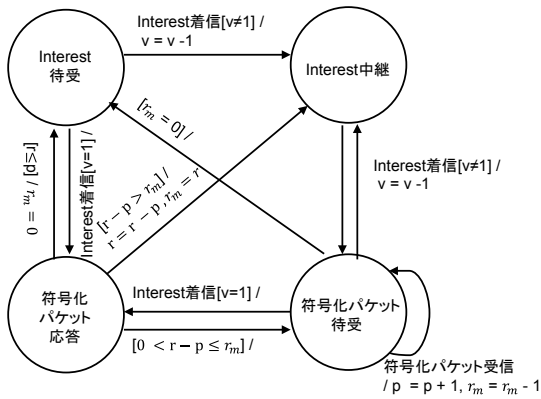 Interest着信[v≠1] /
v = v -1
Interest
待受
Interest中継
[r_m = 0] /
[r≤p] / r_m = 0
Interest着信[v=1] /
[r − p > r_m] /
r = r − p , r_m = r
Interest着信[v≠1] /
v = v -1
符号化
パケット
応答
Interest着信[v=1] /
[0 < r − p ≤ r_m] /
符号化パケット
待受
符号化パケット受信
/ p = p + 1, r_m = r_m - 1